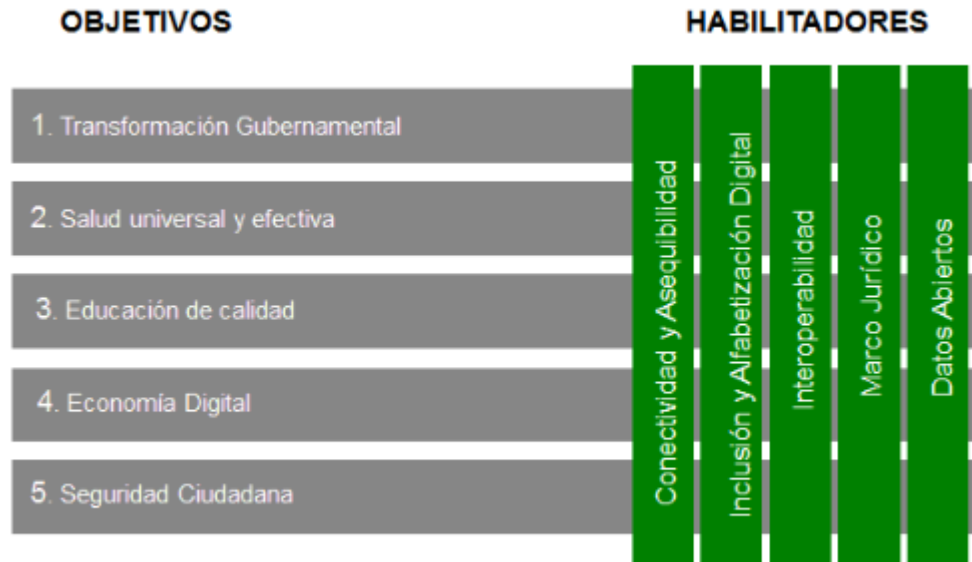 OBJETIVOS
HABILITADORES
1. Transformación Gubernamental
2. Salud universal y efectiva
3. Educación de calidad
4. Economía Digital
5. Seguridad Ciudadana
Conectividad y Asequibilidad
Inclusión y Alfabetización Digital
Interoperabilidad
Marco Jurídico
Datos Abiertos